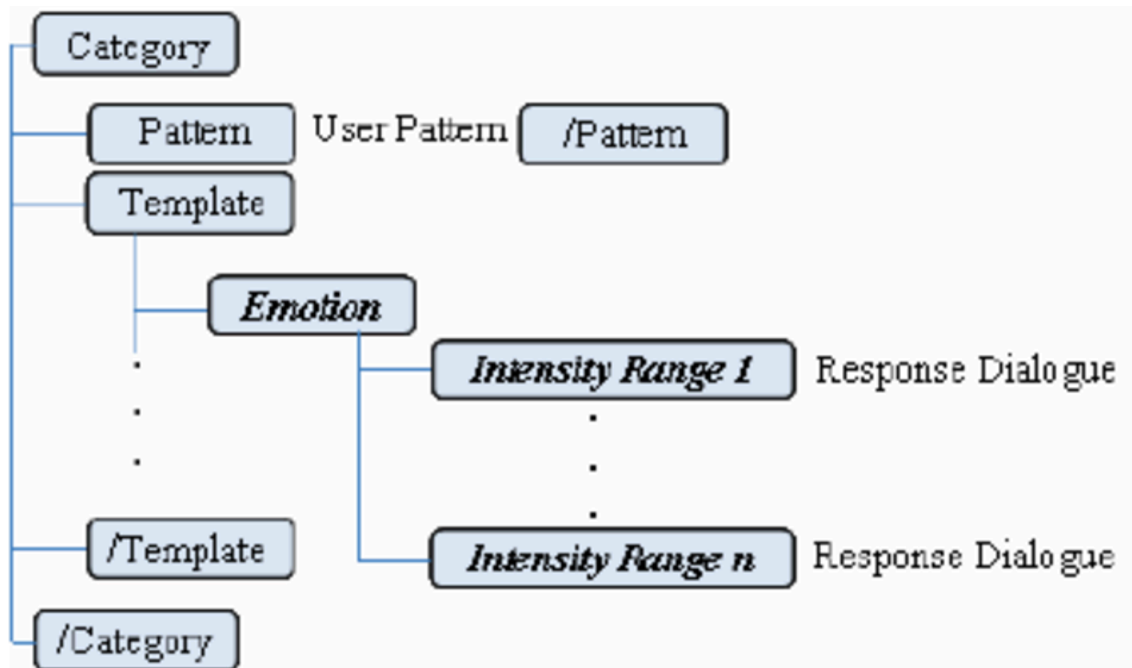 Category
Pattern User Pattern /Pattern
Template
Emotion
Intensity Range 1 Response Dialogue
Intensity Range n Response Dialogue
/Template
/Category